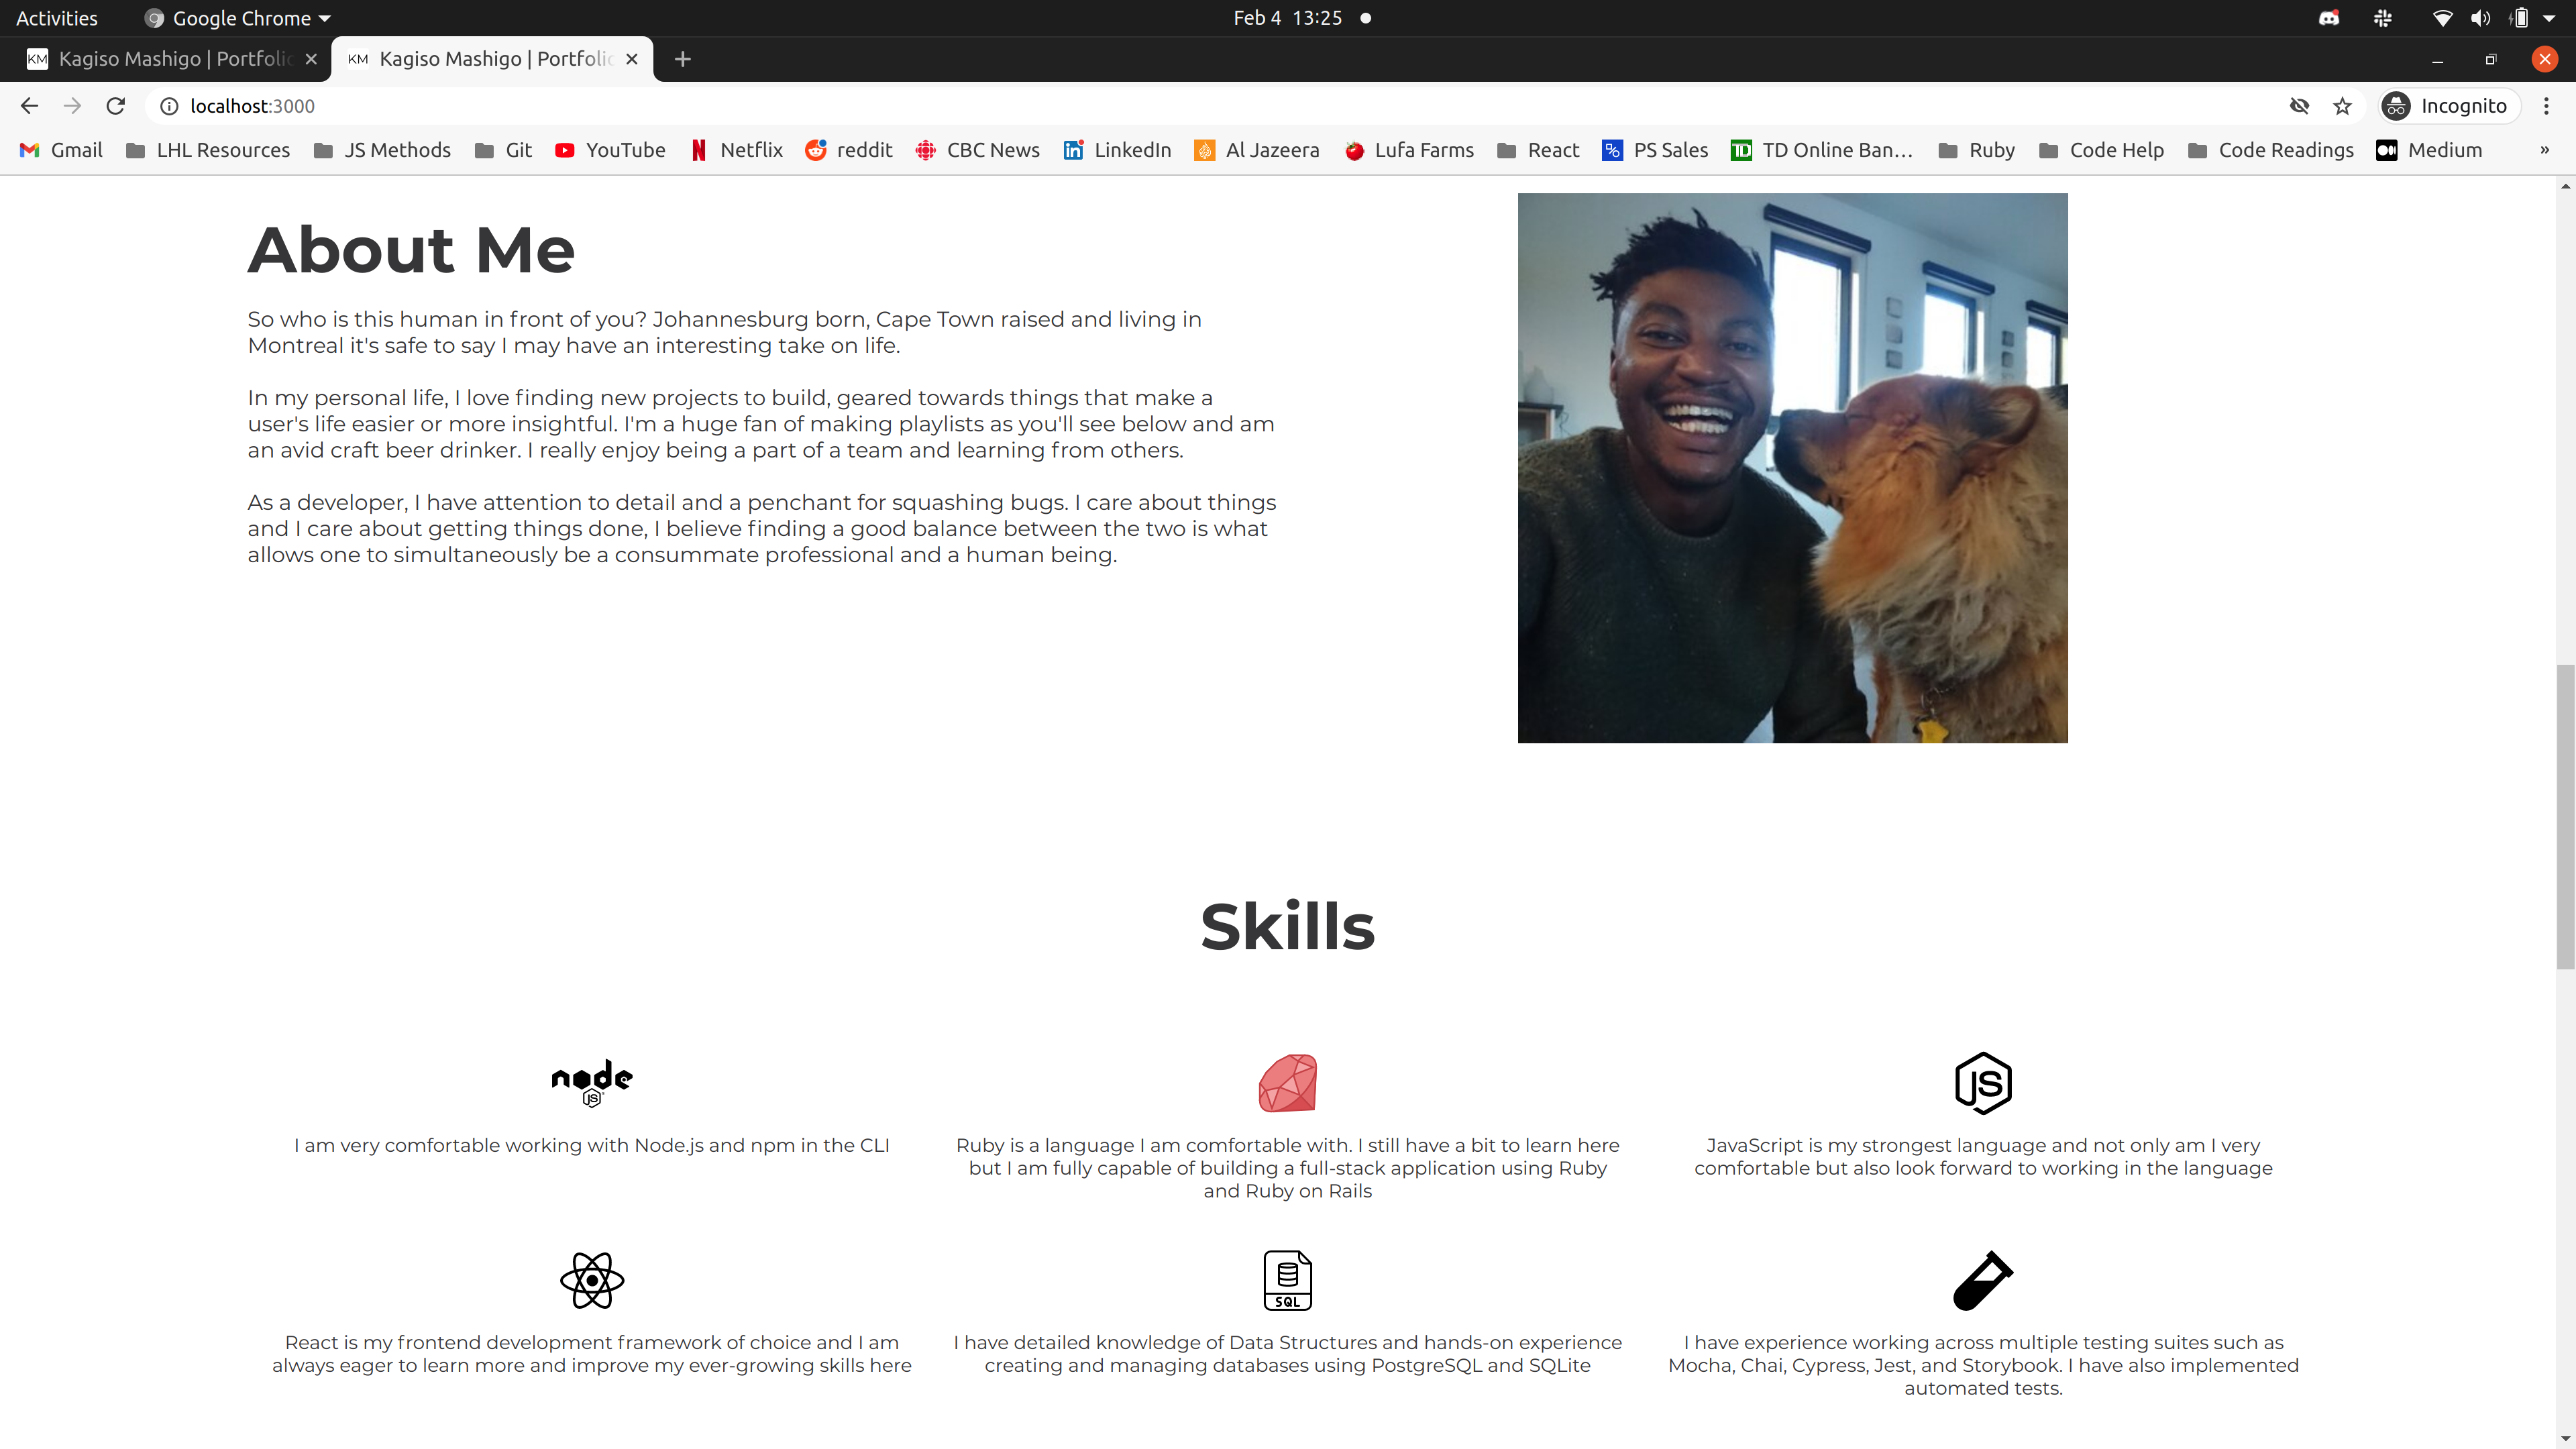 Activities
Google Chrome
Feb 4 13:25
KM Kagiso Mashigo | Portfolio
KM Kagiso Mashigo | Portfolio
localhost:3000
Incognito
Gmail
LHL Resources
JS Methods
Git
YouTube
Netflix
reddit
CBC News
LinkedIn
Al Jazeera
Lufa Farms
React
PS Sales
TD Online Ban...
Ruby
Code Help
Code Readings
Medium
»
About Me
So who is this human in front of you? Johannesburg born, Cape Town raised and living in
Montreal it's safe to say I may have an interesting take on life.
In my personal life, I love finding new projects to build, geared towards things that make a
user's life easier or more insightful. I'm a huge fan of making playlists as you'll see below and am
an avid craft beer drinker. I really enjoy being a part of a team and learning from others.
As a developer, I have attention to detail and a penchant for squashing bugs. I care about things
and I care about getting things done, I believe finding a good balance between the two is what
allows one to simultaneously be a consummate professional and a human being.
Skills
node
JS
JS
I am very comfortable working with Node.js and npm in the CLI
Ruby is a language I am comfortable with. I still have a bit to learn here
but I am fully capable of building a full-stack application using Ruby
and Ruby on Rails
JavaScript is my strongest language and not only am I very
comfortable but also look forward to working in the language
SQL
React is my frontend development framework of choice and I am
always eager to learn more and improve my ever-growing skills here
I have detailed knowledge of Data Structures and hands-on experience
creating and managing databases using PostgreSQL and SQLite
I have experience working across multiple testing suites such as
Mocha, Chai, Cypress, Jest, and Storybook. I have also implemented
automated tests.